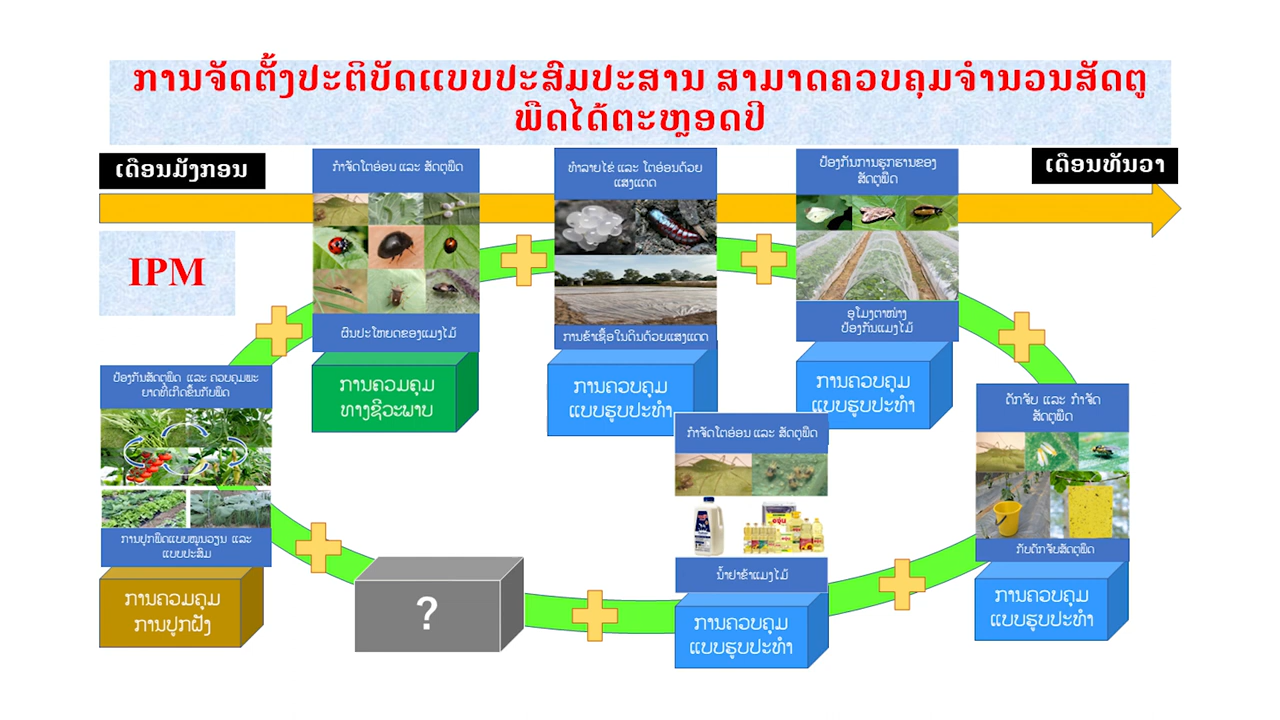 ການຈັດຕັ້ງປະຕິບັດແບບປະສົມປະສານ ສາມາດຄວບຄຸມຈຳນວນສັດຕູ
ພືດໄດ້ຕະຫຼອດປີ
ເດືອນມັງກອນ
ເດືອນທັນວາ
IPM
ກຳຈັດໂຕອ່ອນ ແລະ ສັດຕູພືດ
ຜົນປະໂຫຍດຂອງແມງໄມ້
ການຄວມຄຸມ
ທາງຊີວະພາບ
ທຳລາຍໄຂ່ ແລະ ໂຕອ່ອນດ້ວຍ
ແສງແດດ
ການຂ້າເຊື້ອໃນດິນດ້ວຍແສງແດດ
ການຄວບຄຸມ
ແບບຮູບປະທຳ
ປ້ອງກັນການຮຸກຮານຂອງ
ສັດຕູພືດ
ອຸໂມງຕາໜ່າງ
ປ້ອງກັນແມງໄມ້
ການຄວບຄຸມ
ແບບຮູບປະທຳ
ປ້ອງກັນສັດຕູພືດ ແລະ ຄວບຄຸມພະ
ຍາດທີ່ເກີດຂຶ້ນກັບພືດ
ການປູກພືດແບບໝູນວຽນ ແລະ
ແບບປະສົມ
ການຄວມຄຸມ
ການປູກຝັງ
?
ກຳຈັດໂຕອ່ອນ ແລະ ສັດຕູພືດ
ນ້ຳຢາຂ້າແມງໄມ້
ການຄວບຄຸມ
ແບບຮູບປະທຳ
ດັກຈັບ ແລະ ກຳຈັດ
ສັດຕູພືດ
ກັບດັກຈັບສັດຕູພືດ
ການຄວບຄຸມ
ແບບຮູບປະທຳ